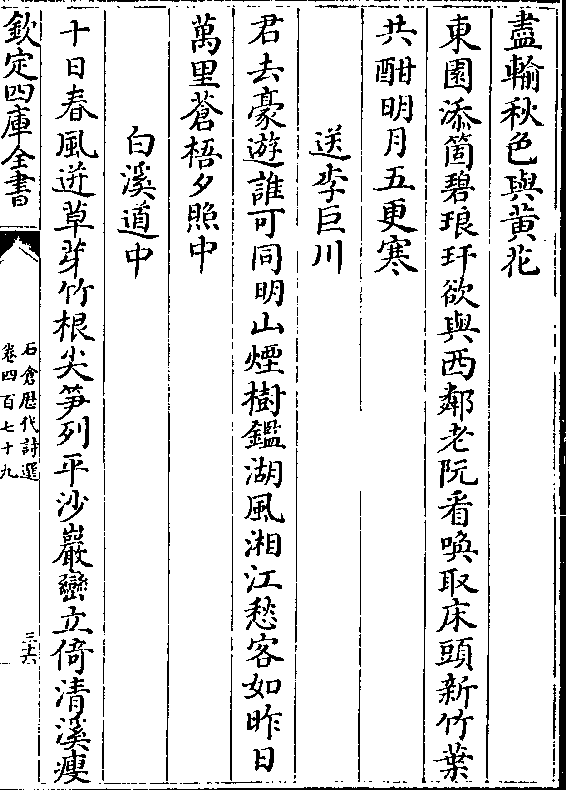 盡輸秋色與黄花
東園添箇碧琅玕欲與西鄰老阮看喚取床頭新竹葉
共酣明月五更寒
送李巨川
君去豪遊誰可同明山煙樹鑑湖風湘江愁客如昨日
萬里蒼梧夕照中
白溪道中
十日春風迸草芽竹根尖笋列平沙巖巒立倚清溪瘦
欽定四庫全書
石倉歴代詩選
卷四百七十九
三六